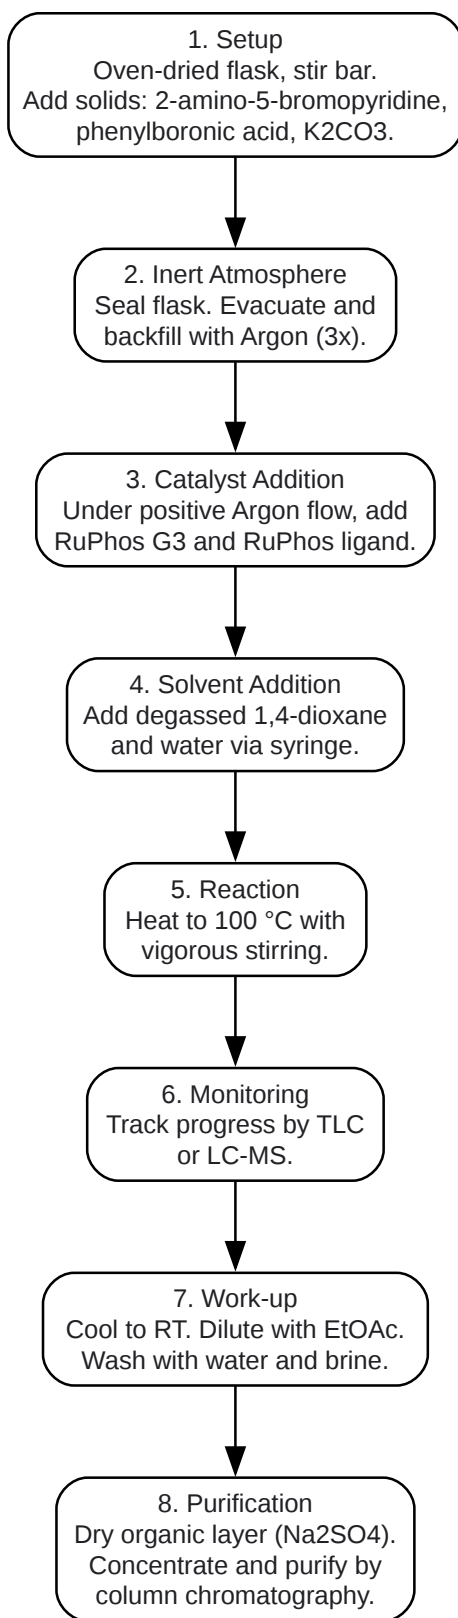 1. Setup
Oven-dried flask, stir bar.
Add solids: 2-amino-5-bromopyridine,
phenylboronic acid, K2CO3.
2. Inert Atmosphere
Seal flask. Evacuate and
backfill with Argon (3x).
3. Catalyst Addition
Under positive Argon flow, add
RuPhos G3 and RuPhos ligand.
4. Solvent Addition
Add degassed 1,4-dioxane
and water via syringe.
5. Reaction
Heat to 100 °C with
vigorous stirring.
6. Monitoring
Track progress by TLC
or LC-MS.
7. Work-up
Cool to RT. Dilute with EtOAc.
Wash with water and brine.
8. Purification
Dry organic layer (Na2SO4).
Concentrate and purify by
column chromatography.